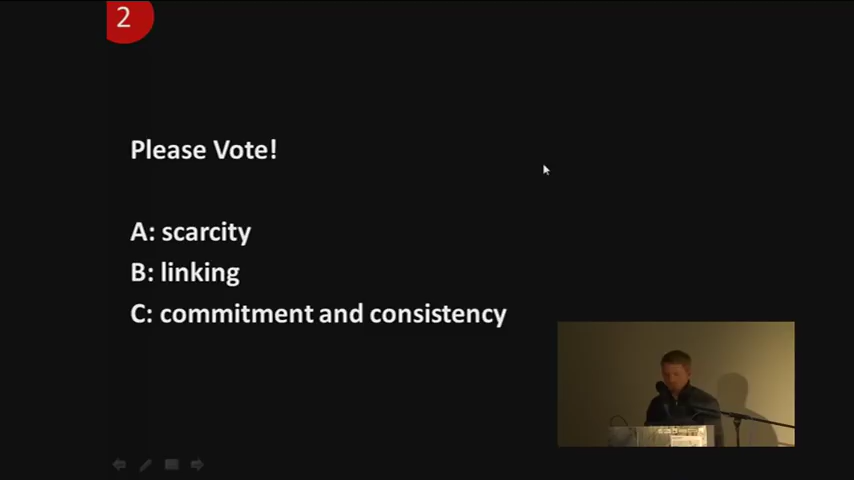 2
Please Vote!
A: scarcity
B: linking
C: commitment and consistency